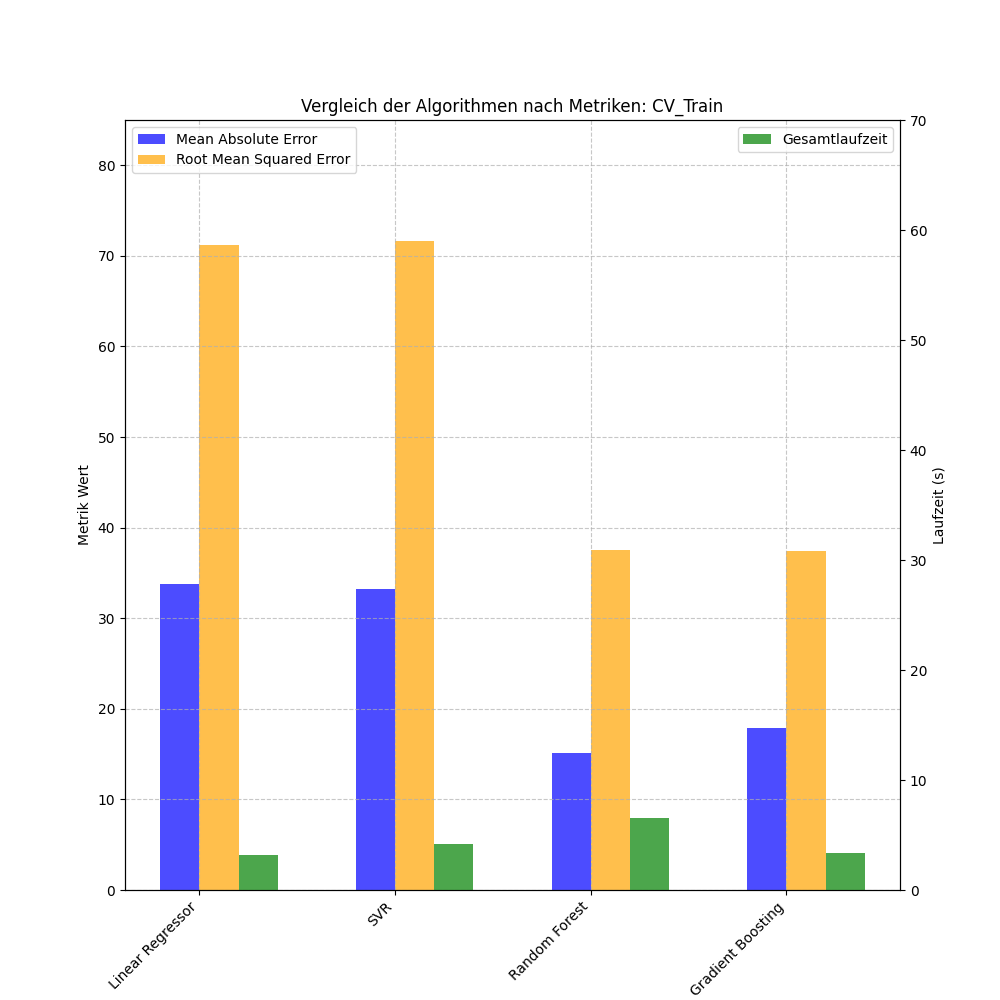 Vergleich der Algorithmen nach Metriken: CV_Train
Mean Absolute Error
Root Mean Squared Error
Gesamtlaufzeit
Metrik Wert
80
70
60
50
40
30
20
10
0
70
60
50
40
30
20
10
0
Laufzeit (s)
Linear Regressor
SVR
Random Forest
Gradient Boosting